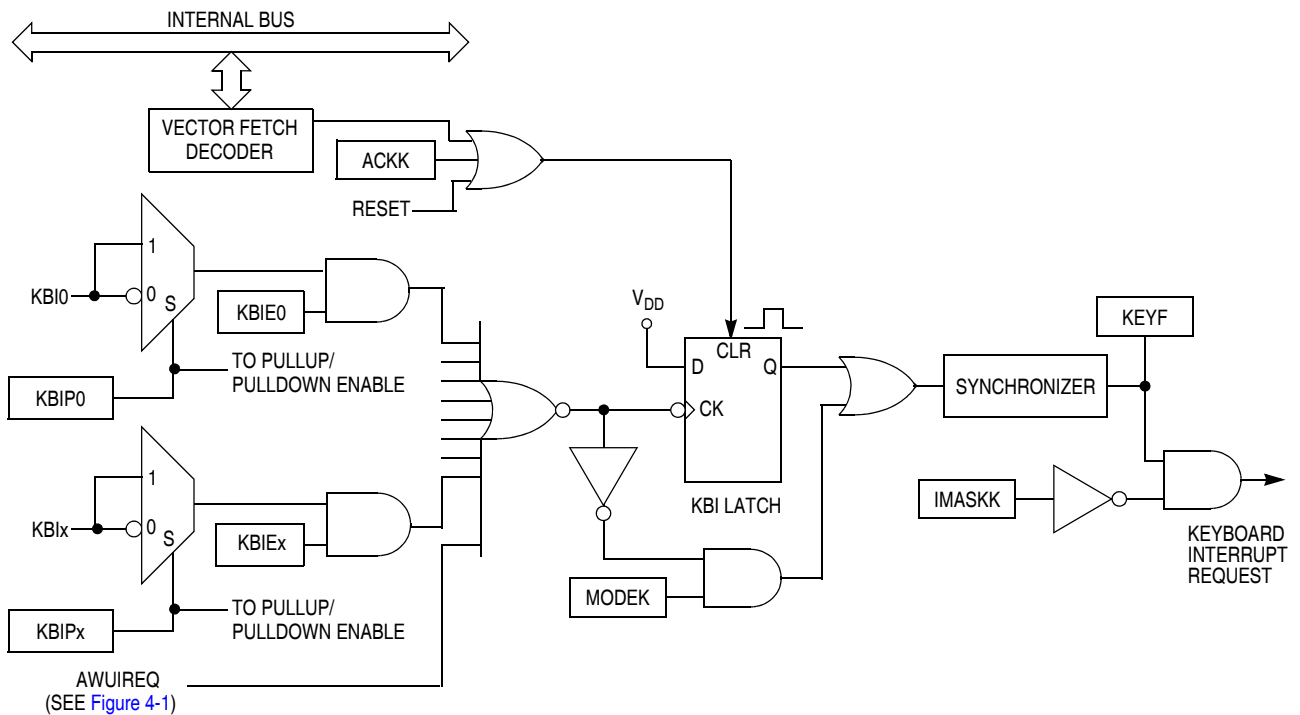 INTERNAL BUS
VECTOR FETCH
DECODER
ACKK
RESET
1
KBI0
0
S
KBIE0
TO PULLUP/
PULLDOWN ENABLE
KBIP0
VDD
CLR
D
Q
CK
KBI LATCH
KEYF
SYNCHRONIZER
IMASKK
KEYBOARD
INTERRUPT
REQUEST
1
KBIx
0
S
KBIEx
MODEK
TO PULLUP/
PULLDOWN ENABLE
KBIPx
AWUIREQ
(SEE Figure 4-1)